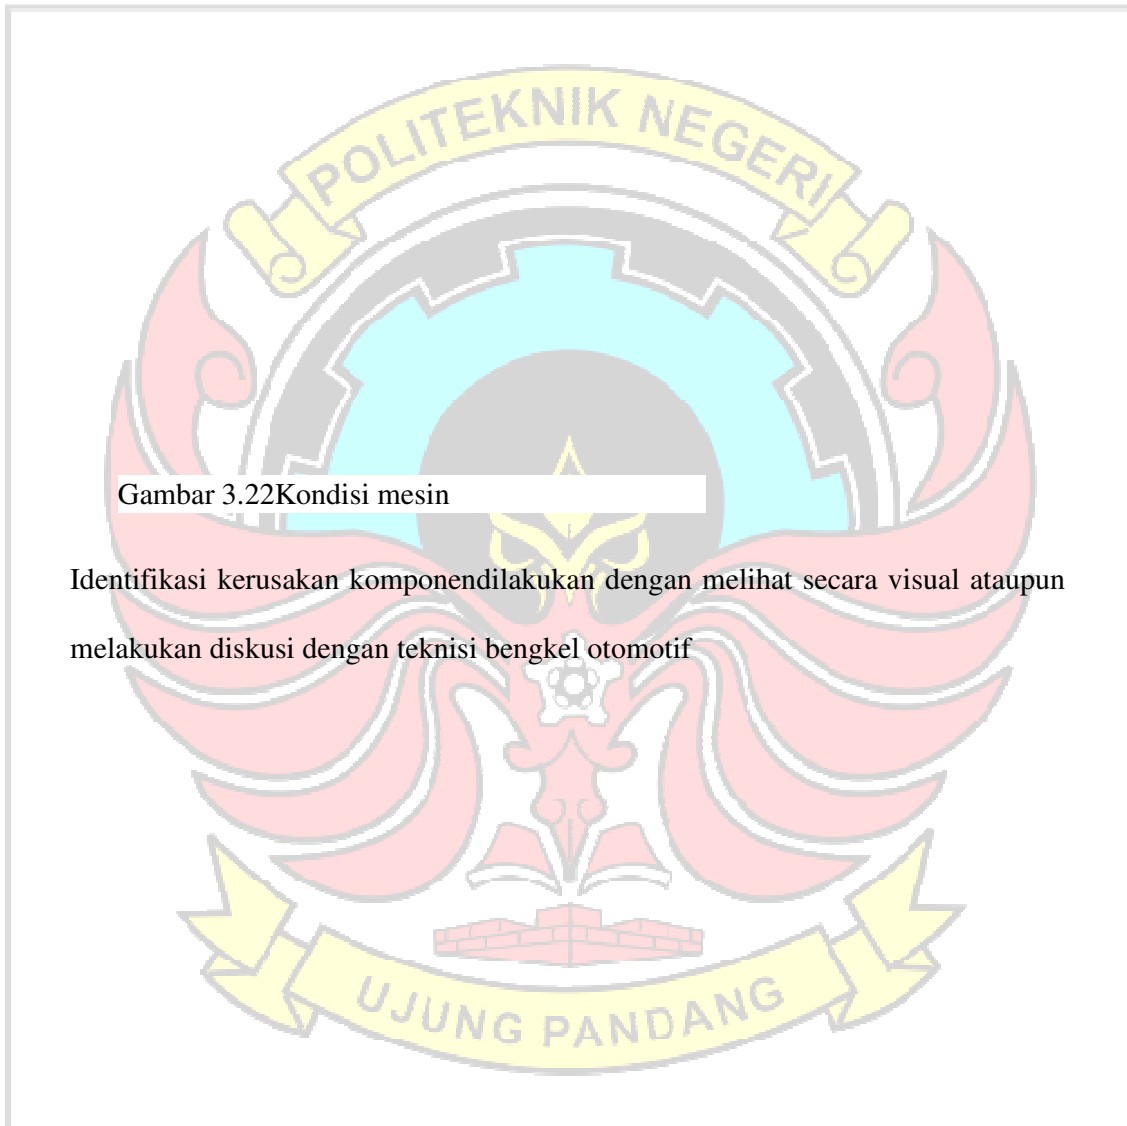 POLITEKNIK NEGERI
Gambar 3.22Kondisi mesin
Identifikasi kerusakan komponendilakukan dengan melihat secara visual ataupun
melakukan diskusi dengan teknisi bengkel otomotif
UJUNG PANDANG